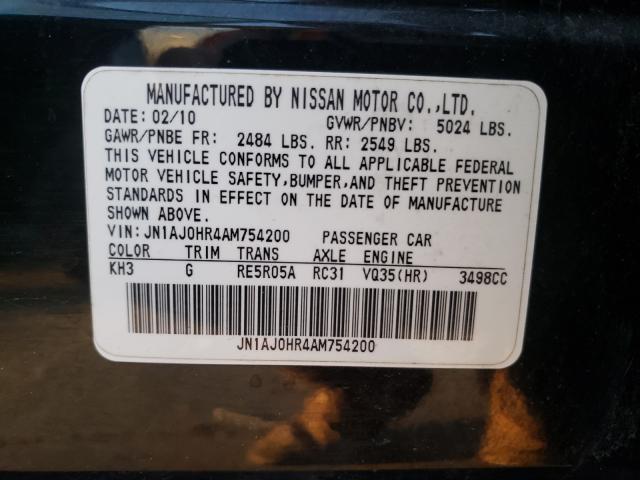 MANUFACTURED BY NISSAN MOTOR CO.,LTD.
DATE: 02/10 GVWR/PNBV: 5024 LBS.
GAWR/PNBE FR: 2484 LBS. RR: 2549 LBS.
THIS VEHICLE CONFORMS TO ALL APPLICABLE FEDERAL
MOTOR VEHICLE SAFETY,BUMPER,AND THEFT PREVENTION
STANDARDS IN EFFECT ON THE DATE OF MANUFACTURE
SHOWN ABOVE.
VIN:JN1AJ0HR4AM754200 PASSENGER CAR
COLOR TRIM TRANS AXLE ENGINE
KH3 G RE5R05A RC31 VQ35(HR) 3498CC
JN1AJ0HR4AM754200